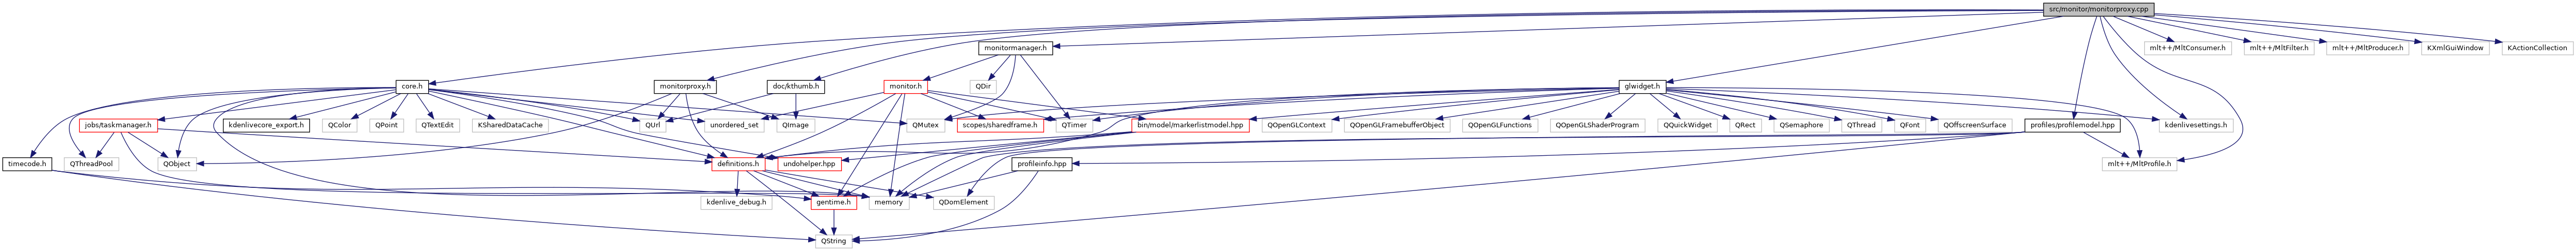 src/monitor/monitorproxy.cpp
monitormanager.h
mlt++/MltConsumer.h
mlt++/MltFilter.h
mlt++/MltProducer.h
KXmlGuiWindow
KActionCollection
core.h
monitorproxy.h
doc/kthumb.h
monitor.h
QDir
glwidget.h
jobs/taskmanager.h
kdenlivecore_export.h
QColor
QPoint
QTextEdit
KSharedDataCache
QUrl
unordered_set
QImage
QMutex
scopes/sharedframe.h
QTimer
bin/model/markerlistmodel.hpp
QOpenGLContext
QOpenGLFramebufferObject
QOpenGLFunctions
QOpenGLShaderProgram
QQuickWidget
QRect
QSemaphore
QThread
QFont
QOffscreenSurface
profiles/profilemodel.hpp
kdenlivesettings.h
timecode.h
QThreadPool
QObject
definitions.h
undohelper.hpp
profileinfo.hpp
mlt++/MltProfile.h
kdenlive_debug.h
gentime.h
memory
QDomElement
QString